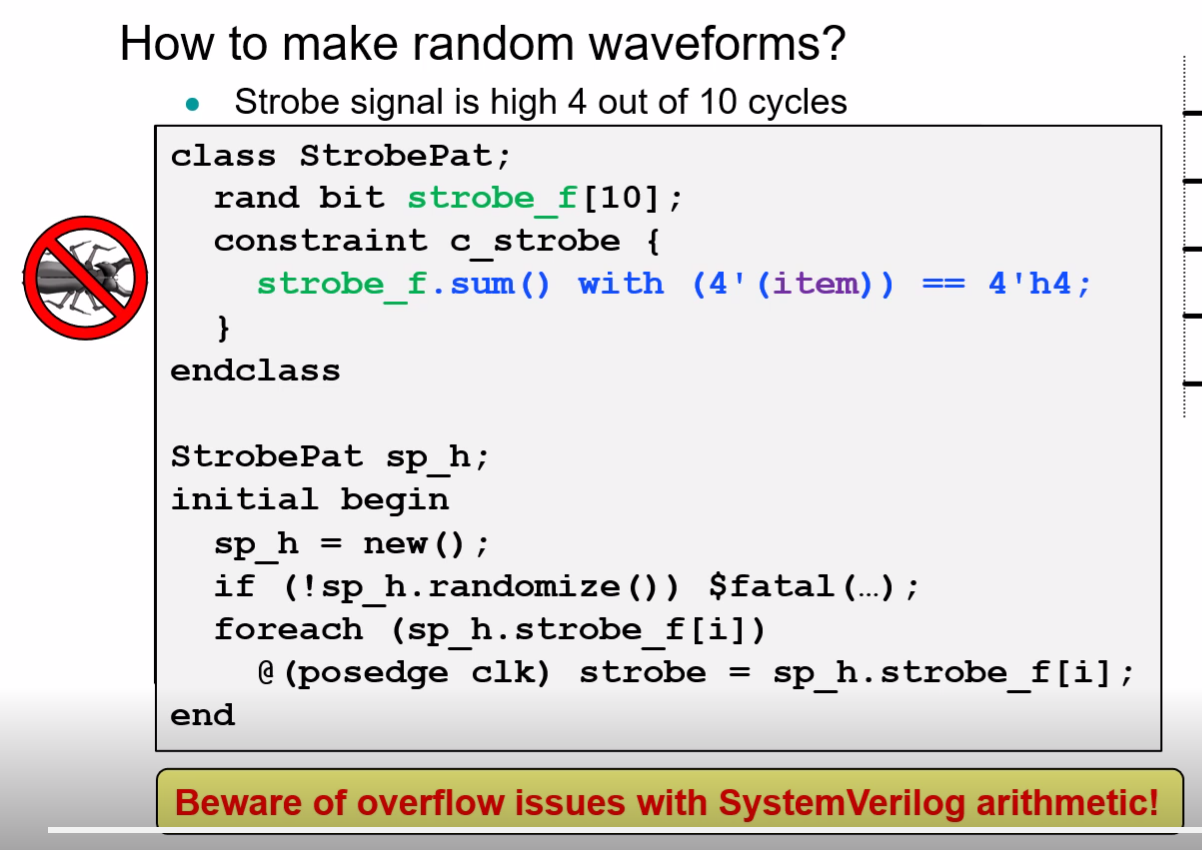 How to make random waveforms?
• Strobe signal is high 4 out of 10 cycles
class StrobePat;
  rand bit strobe_f[10];
  constraint c_strobe {
    strobe_f.sum() with (4'(item)) == 4'h4;
  }
endclass

StrobePat sp_h;
initial begin
  sp_h = new();
  if (!sp_h.randomize()) $fatal(…);
  foreach (sp_h.strobe_f[i])
    @(posedge clk) strobe = sp_h.strobe_f[i];
end
Beware of overflow issues with SystemVerilog arithmetic!